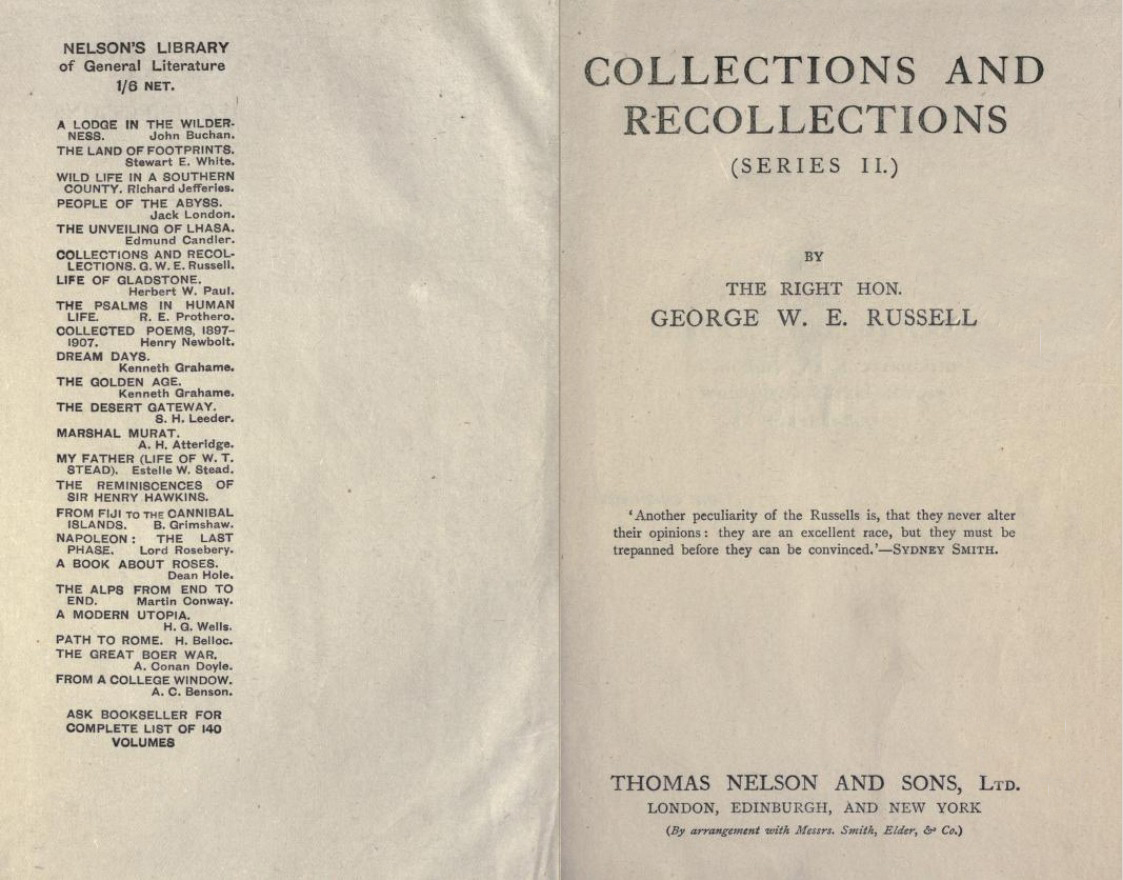 NELSON'S LIBRARY
of General Literature
1/6 NET.
A LODGE IN THE WILDER-
NESS. John Buchan.
THE LAND OF FOOTPRINTS.
Stewart E. White.
WILD LIFE IN A SOUTHERN
COUNTY. Richard Jefferies.
PEOPLE OF THE ABYSS.
Jack London.
THE UNVEILING OF LHASA.
Edmund Candler.
COLLECTIONS AND RECOL-
LECTIONS. G. W. E. Russell.
LIFE OF GLADSTONE.
Herbert W. Paul.
THE PSALMS IN HUMAN
LIFE. R. E. Prothero.
COLLECTED POEMS, 1897-
1907. Henry Newbolt.
DREAM DAYS.
Kenneth Grahame.
THE GOLDEN AGE.
Kenneth Grahame.
THE DESERT GATEWAY.
S. H. Leeder.
MARSHAL MURAT.
A. H. Atteridge.
MY FATHER (LIFE OF W. T.
STEAD). Estelle W. Stead.
THE REMINISCENCES OF
SIR HENRY HAWKINS.
FROM FIJI TO THE CANNIBAL
ISLANDS. B. Grimshaw.
NAPOLEON: THE LAST
PHASE. Lord Rosebery.
A BOOK ABOUT ROSES.
Dean Hole.
THE ALPS FROM END TO
END. Martin Conway.
A MODERN UTOPIA.
H. G. Wells.
PATH TO ROME. H. Belloc.
THE GREAT BOER WAR.
A. Conan Doyle.
FROM A COLLEGE WINDOW.
A. C. Benson.
ASK BOOKSELLER FOR
COMPLETE LIST OF 140
VOLUMES
COLLECTIONS AND
RECOLLECTIONS
(SERIES II.)
BY
THE RIGHT HON.
GEORGE W. E. RUSSELL
'Another peculiarity of the Russells is, that they never alter
their opinions: they are an excellent race, but they must be
trepanned before they can be convinced.'—SYDNEY SMITH.
THOMAS NELSON AND SONS, LTD.
LONDON, EDINBURGH, AND NEW YORK
(By arrangement with Messrs. Smith, Elder, & Co.)